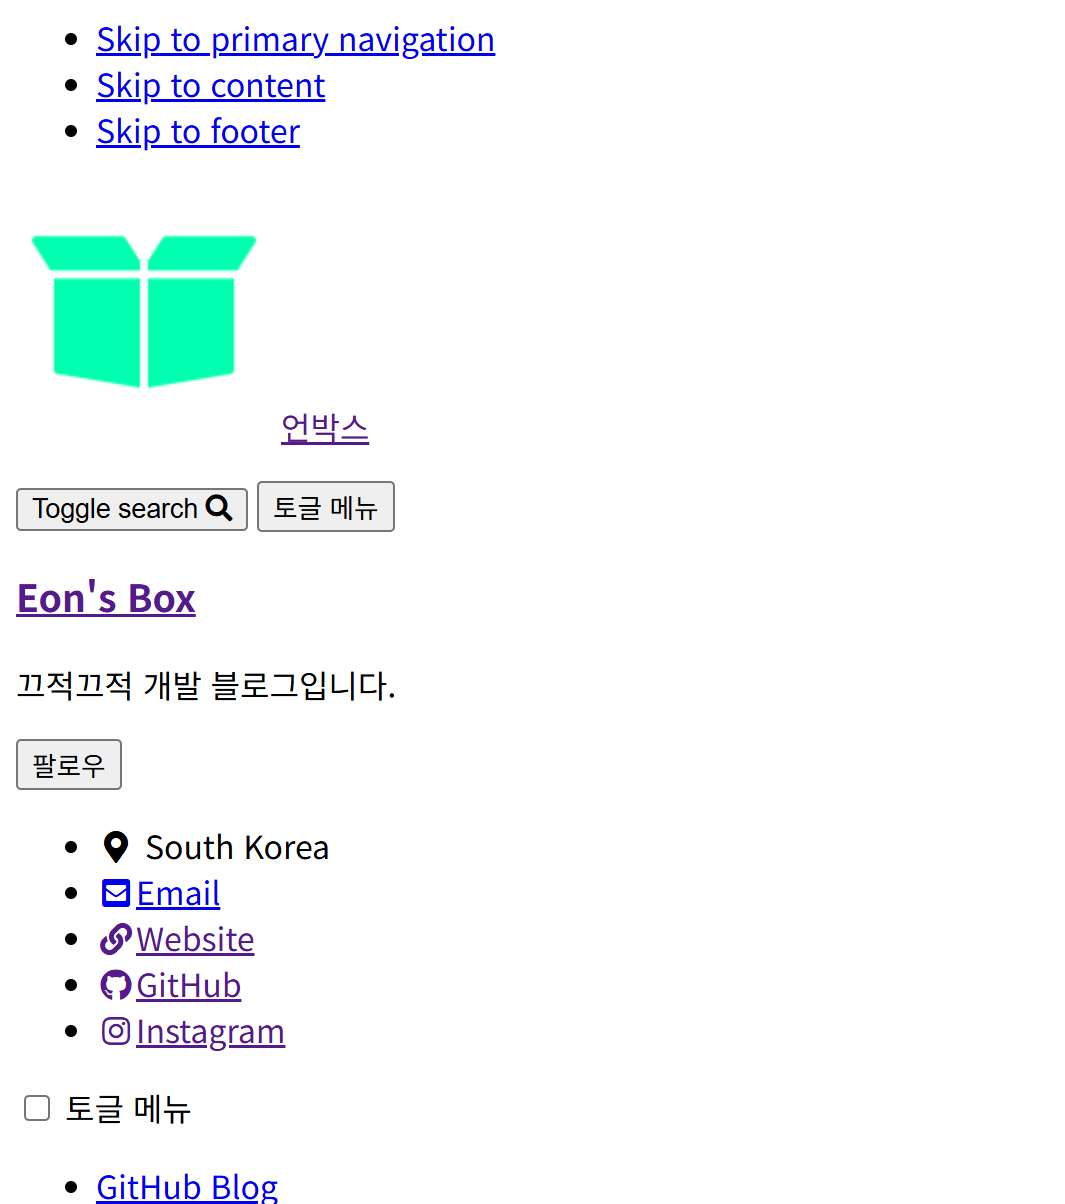 Skip to primary navigation
Skip to content
Skip to footer
언박스
Toggle search 토글 메뉴
Eon's Box
끄적끄적 개발 블로그입니다.
팔로우
South Korea
Email
Website
GitHub
Instagram
토글 메뉴
GitHub Blog